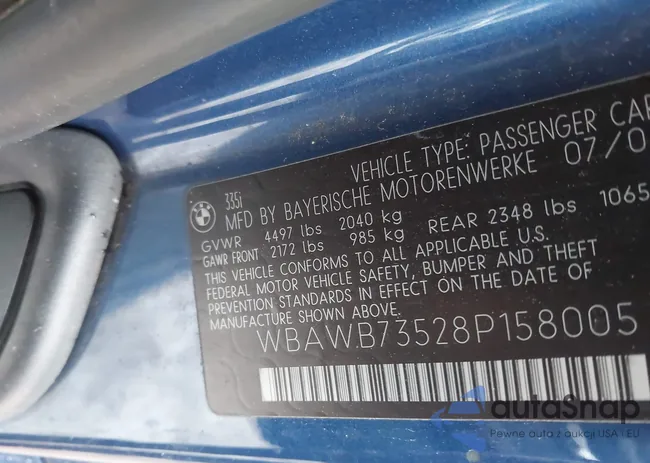 BMW
335i
VEHICLE TYPE: PASSENGER CAR
MFD BY BAYERISCHE MOTORENWERKE 07/0
GVWR 4497 lbs 2040 kg
GAWR FRONT 2172 lbs 985 kg REAR 2348 lbs 1065
THIS VEHICLE CONFORMS TO ALL APPLICABLE U.S.
FEDERAL MOTOR VEHICLE SAFETY, BUMPER AND THEFT
PREVENTION STANDARDS IN EFFECT ON THE DATE OF
MANUFACTURE SHOWN ABOVE.
WBAWB73528P158005
autoSnap
Pewne auta z aukcji USA i EU